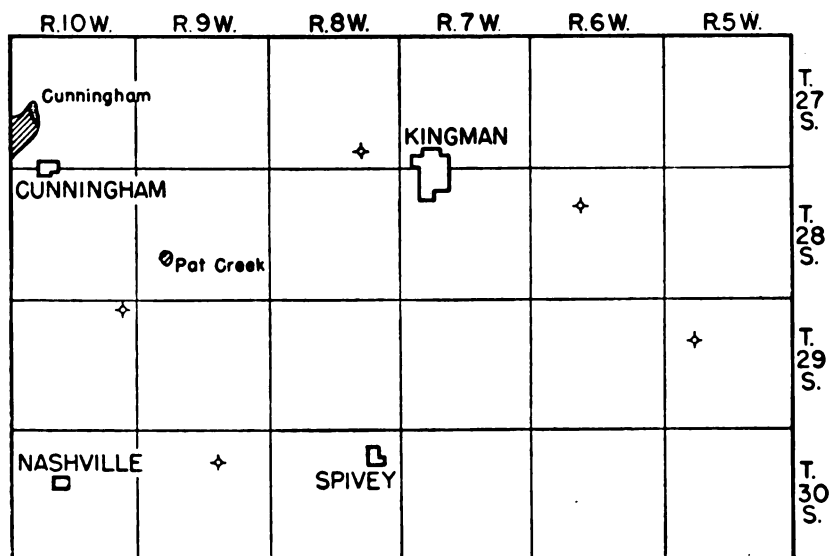 R.10W. R.9W. R.8W. R.7W. R.6W. R.5W.
T.
27
S.
Cunningham
KINGMAN
CUNNINGHAM
T.
28
S.
Pat Creek
T.
29
S.
NASHVILLE
SPIVEY
T.
30
S.